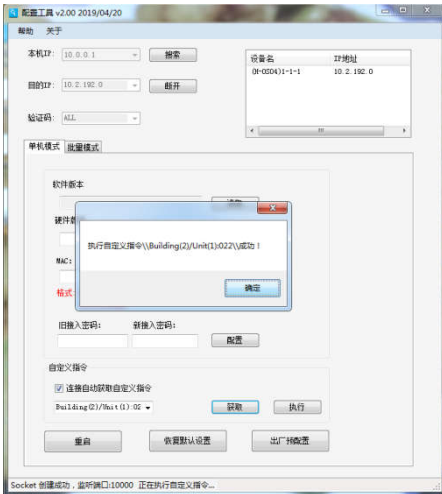 配置工具 v2.00 2019/04/20
帮助 关于
本机IP: 10.0.0.1 搜索
目的IP: 10.2.192.0 断开
验证码: ALL
设备名 IP地址
(M-0S04)1-1-1 10.2.192.0
单机模式 批量模式
软件版本
MAC:
执行自定义指令\\Building(2)/Unit(1):022\\成功！
确定
格式
旧接入密码: 新接入密码:
配置
自定义指令
连接自动获取自定义指令
Building(2)/Unit(1):02 获取 执行
重启 恢复默认设置 出厂预配置
Socket 创建成功，监听端口:10000 正在执行自定义指令...